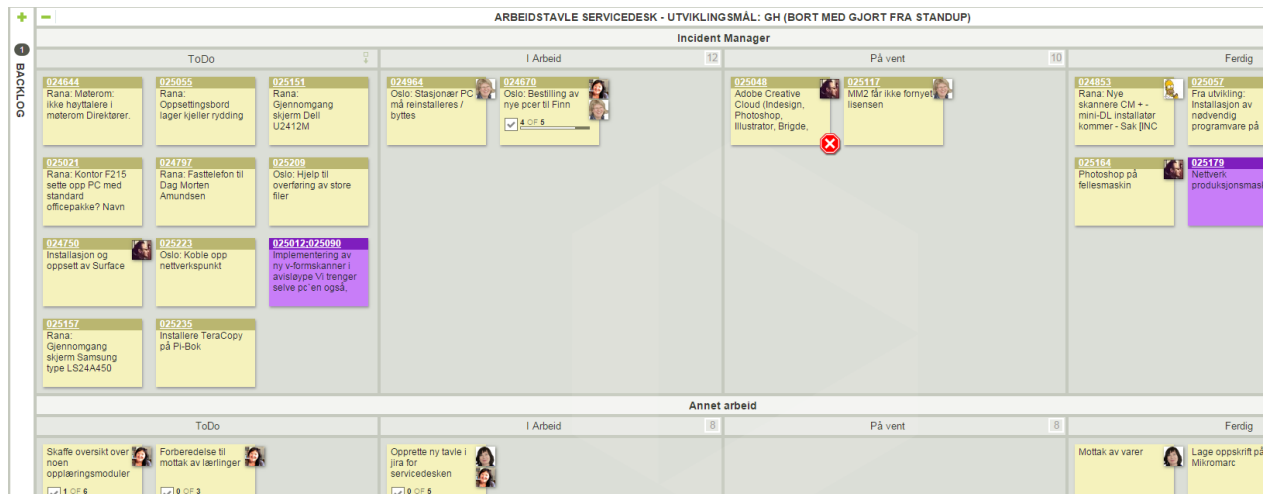 ARBEIDSTAVLE SERVICEDESK - UTVIKLINGSMÅL: GH (BORT MED GJORT FRA STANDUP)
1
BACKLOG
Incident Manager
ToDo
I Arbeid
12
På vent
10
Ferdig
024644
Rana: Møterom:
ikke høyttalere i
møterom Direktører.
025055
Rana:
Oppsettingsbord
lager kjeller rydding
025151
Rana:
Gjennomgang
skjerm Dell
U2412M
024964
Oslo: Stasjonær PC
må reinstalleres /
byttes
024670
Oslo: Bestilling av
nye pcer til Finn
4 OF 5
025048
Adobe Creative
Cloud (Indesign,
Photoshop,
Illustrator, Brigde,
025117
MM2 får ikke fornyet
lisensen
024853
Rana: Nye
skannere CM + -
mini-DL installatør
kommer - Sak [INC
025057
Fra utvikling:
Installasjon av
nødvendig
programvare på
025021
Rana: Kontor F215
sette opp PC med
standard
officepakke? Navn
024797
Rana: Fasttelefon til
Dag Morten
Amundsen
025209
Oslo: Hjelp til
overføring av store
filer
025164
Photoshop på
fellesmaskin
025179
Nettverk
produksjonsmask
024750
Installasjon og
oppsett av Surface
025223
Oslo: Koble opp
nettverkspunkt
025012;025090
Implementering av
ny v-formskanner i
avisløype Vi trenger
selve pc`en også,
025157
Rana:
Gjennomgang
skjerm Samsung
type LS24A450
025235
Installere TeraCopy
på Pi-Bok
Annet arbeid
ToDo
I Arbeid
8
På vent
8
Ferdig
Skaffe oversikt over
noen
opplæringsmoduler
1 OF 6
Forberedelse til
mottak av lærlinger
0 OF 3
Opprette ny tavle i
jira for
servicedesken
0 OF 5
Mottak av varer
Lage oppskrift på
Mikromarc